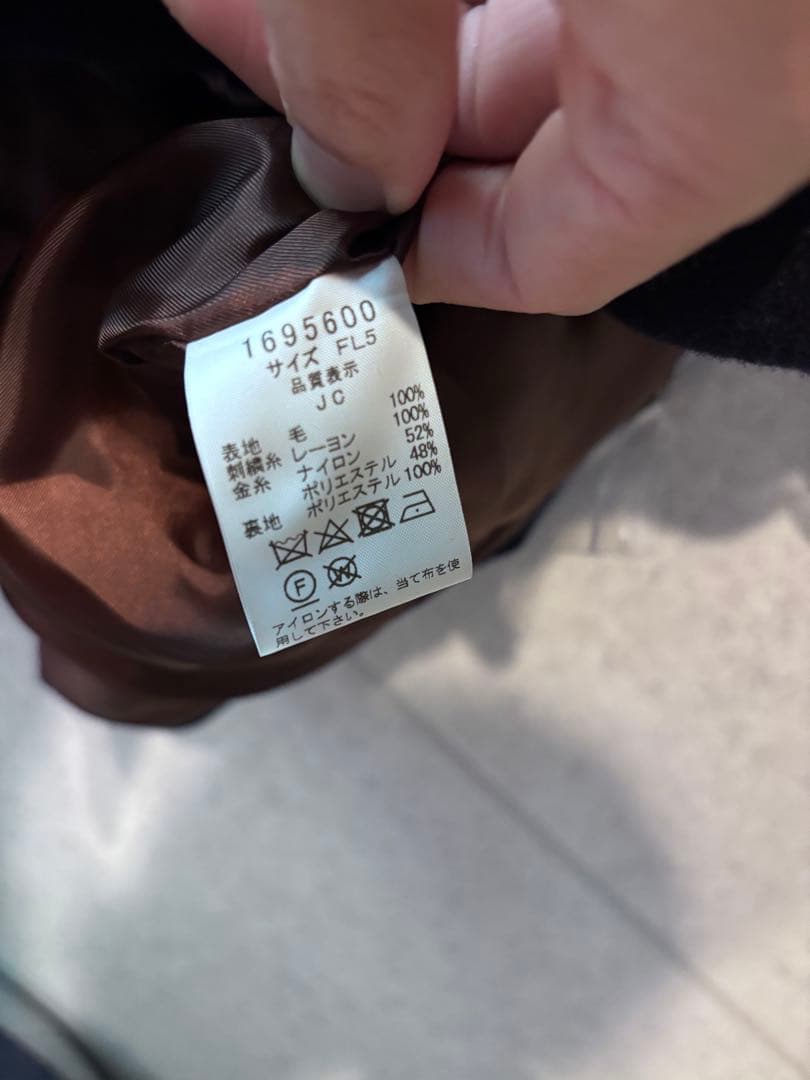 1695600
サイズ FL5
品質表示
JC
表地 毛 100%
刺繍糸 レーヨン 100%
金糸 ナイロン 52%
ポリエステル 48%
裏地 ポリエステル 100%
F W
アイロンする際は、当て布を使
用して下さい。